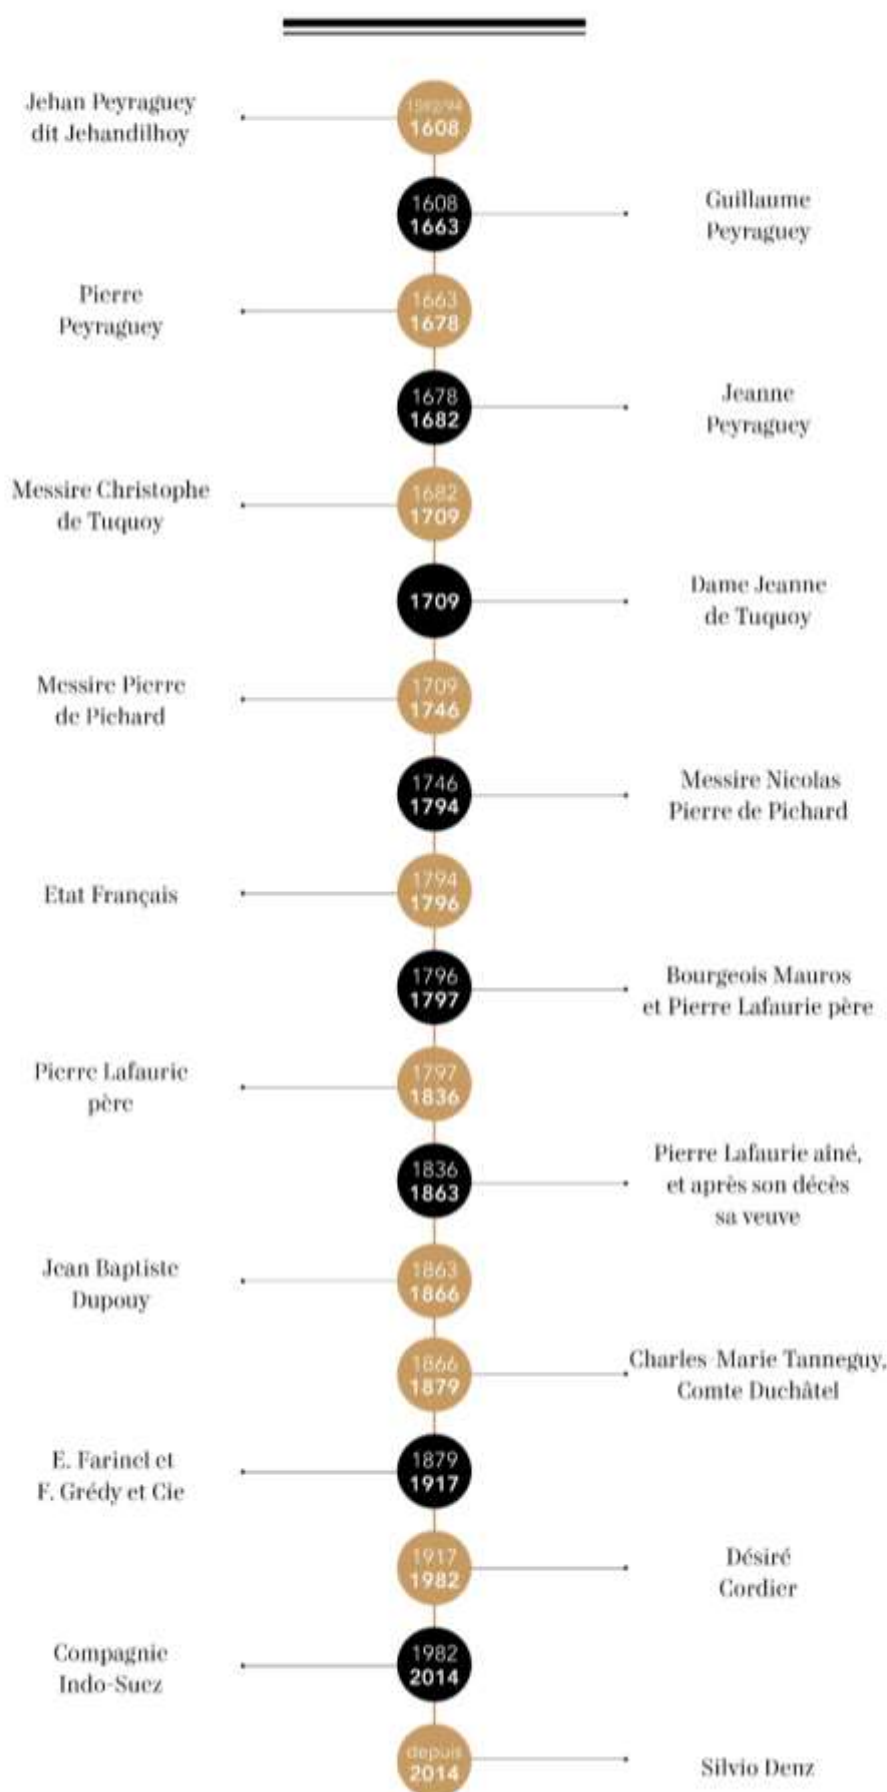 Jehan Peyraguey
dit Jehandilhoy
1592/94
1608
1608
1663
Guillaume
Peyraguey
Pierre
Peyraguey
1663
1678
1678
1682
Jeanne
Peyraguey
Messire Christophe
de Tuquoy
1682
1709
1709
Dame Jeanne
de Tuquoy
Messire Pierre
de Pichard
1709
1746
1746
1794
Messire Nicolas
Pierre de Pichard
Etat Français
1794
1796
1796
1797
Bourgeois Mauros
et Pierre Lafaurie père
Pierre Lafaurie
père
1797
1836
1836
1863
Pierre Lafaurie aîné,
et après son décès
sa veuve
Jean Baptiste
Dupouy
1863
1866
1866
1879
Charles-Marie Tanneguy,
Comte Duchâtel
E. Farinel et
F. Grédy et Cie
1879
1917
1917
1982
Désiré
Cordier
Compagnie
Indo-Suez
1982
2014
depuis
2014
Silvio Denz